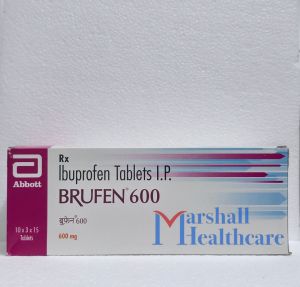 Rx
Ibuprofen Tablets I.P.
BRUFEN® 600
ब्रुफेन 600
600 mg
Abbott
10 x 3 x 15
Tablets
Marshall
Healthcare